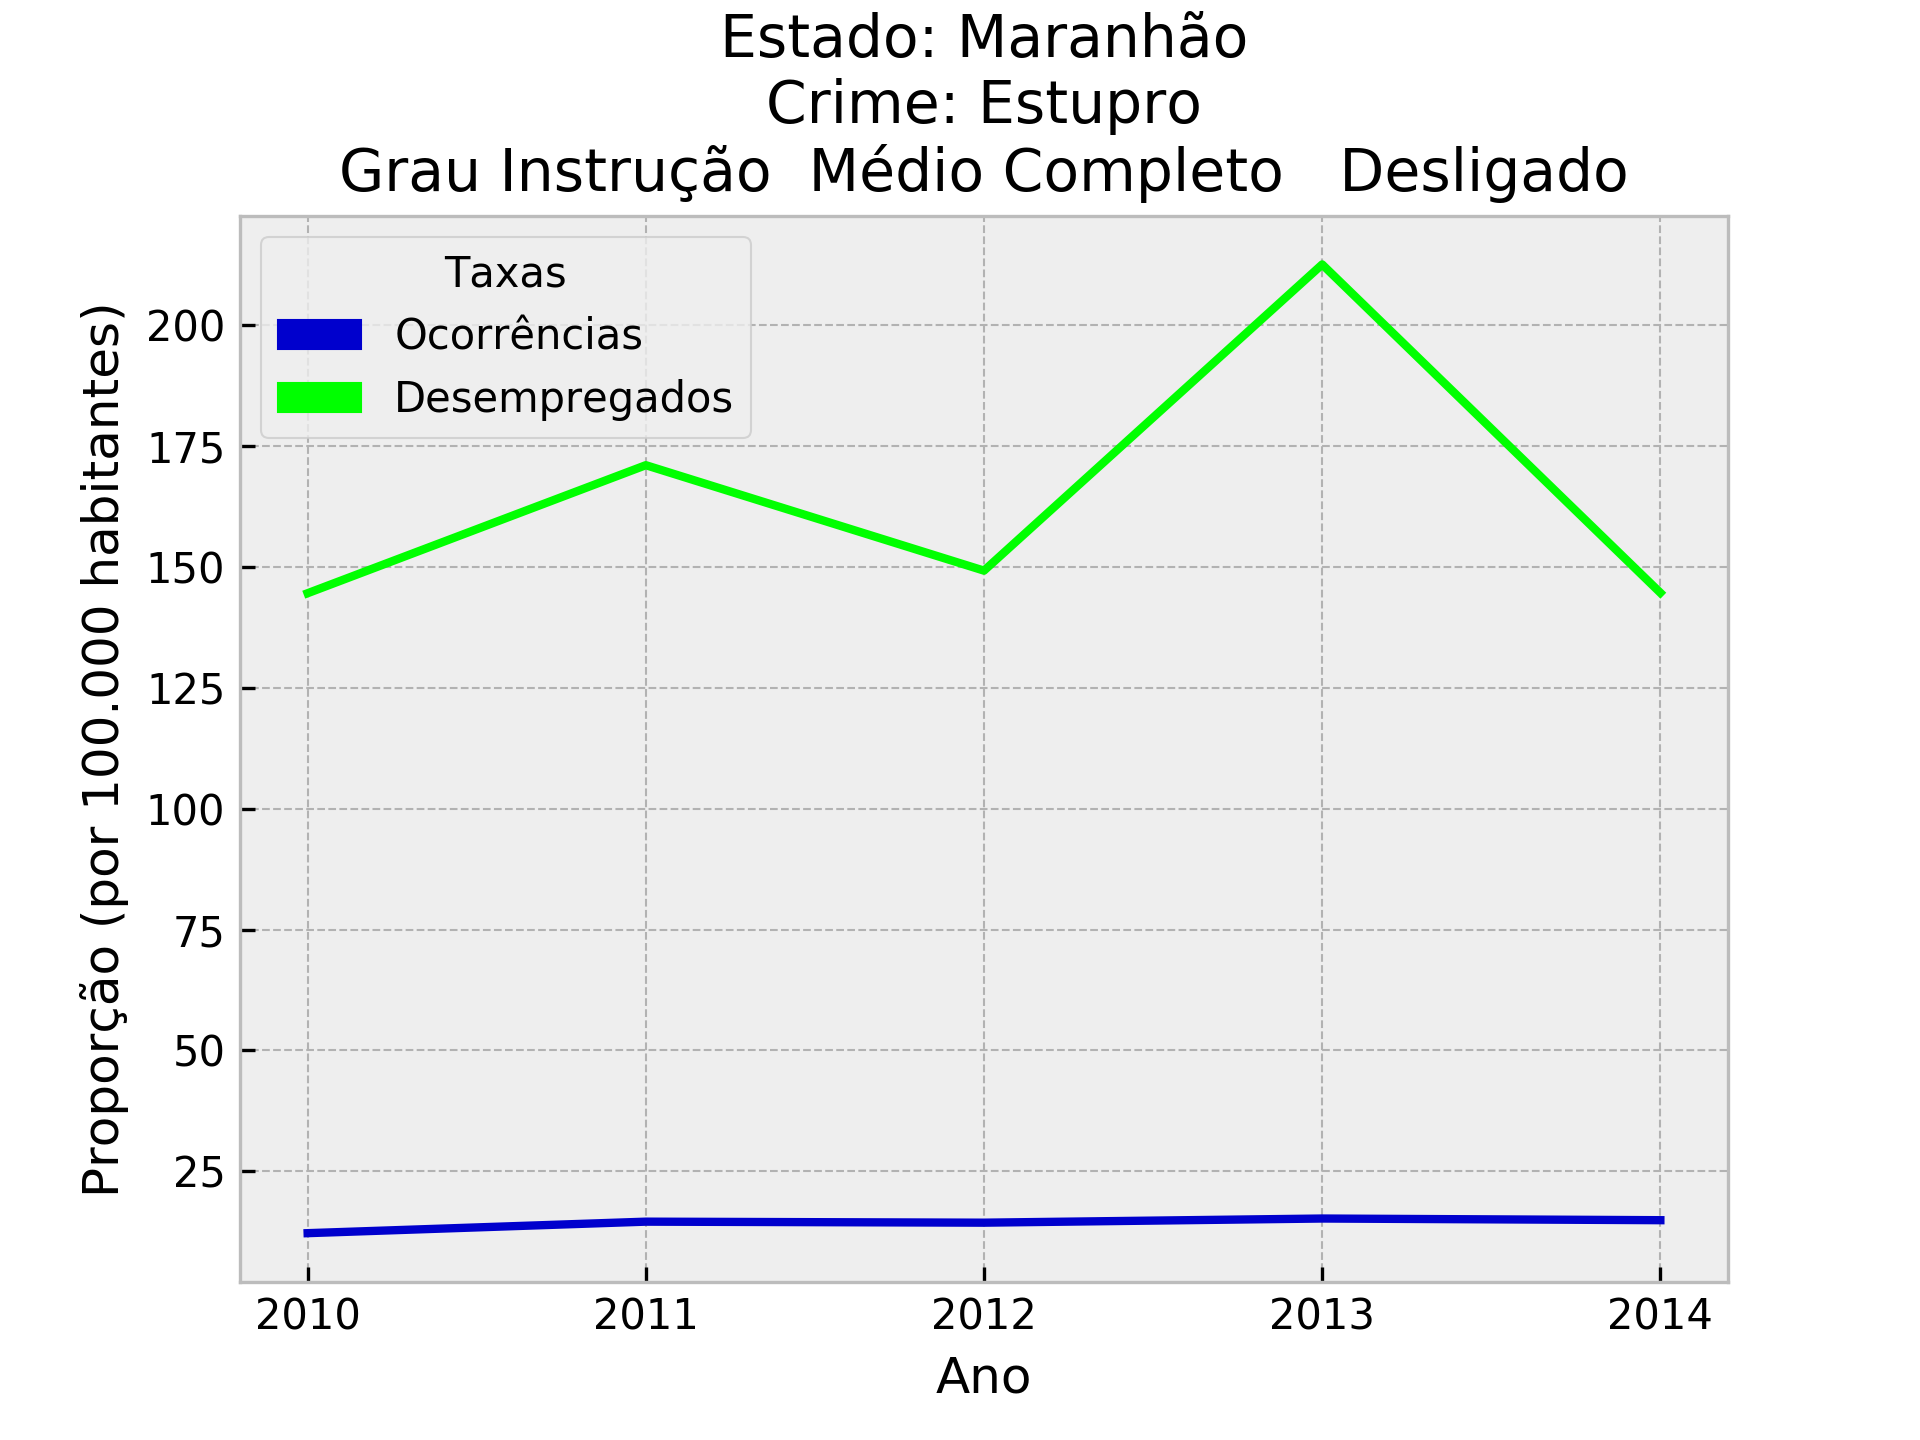 Estado: Maranhão
Crime: Estupro
Grau Instrução  Médio Completo   Desligado
Taxas
Ocorrências
Desempregados
Proporção (por 100.000 habitantes)
200
175
150
125
100
75
50
25
2010 2011 2012 2013 2014
Ano